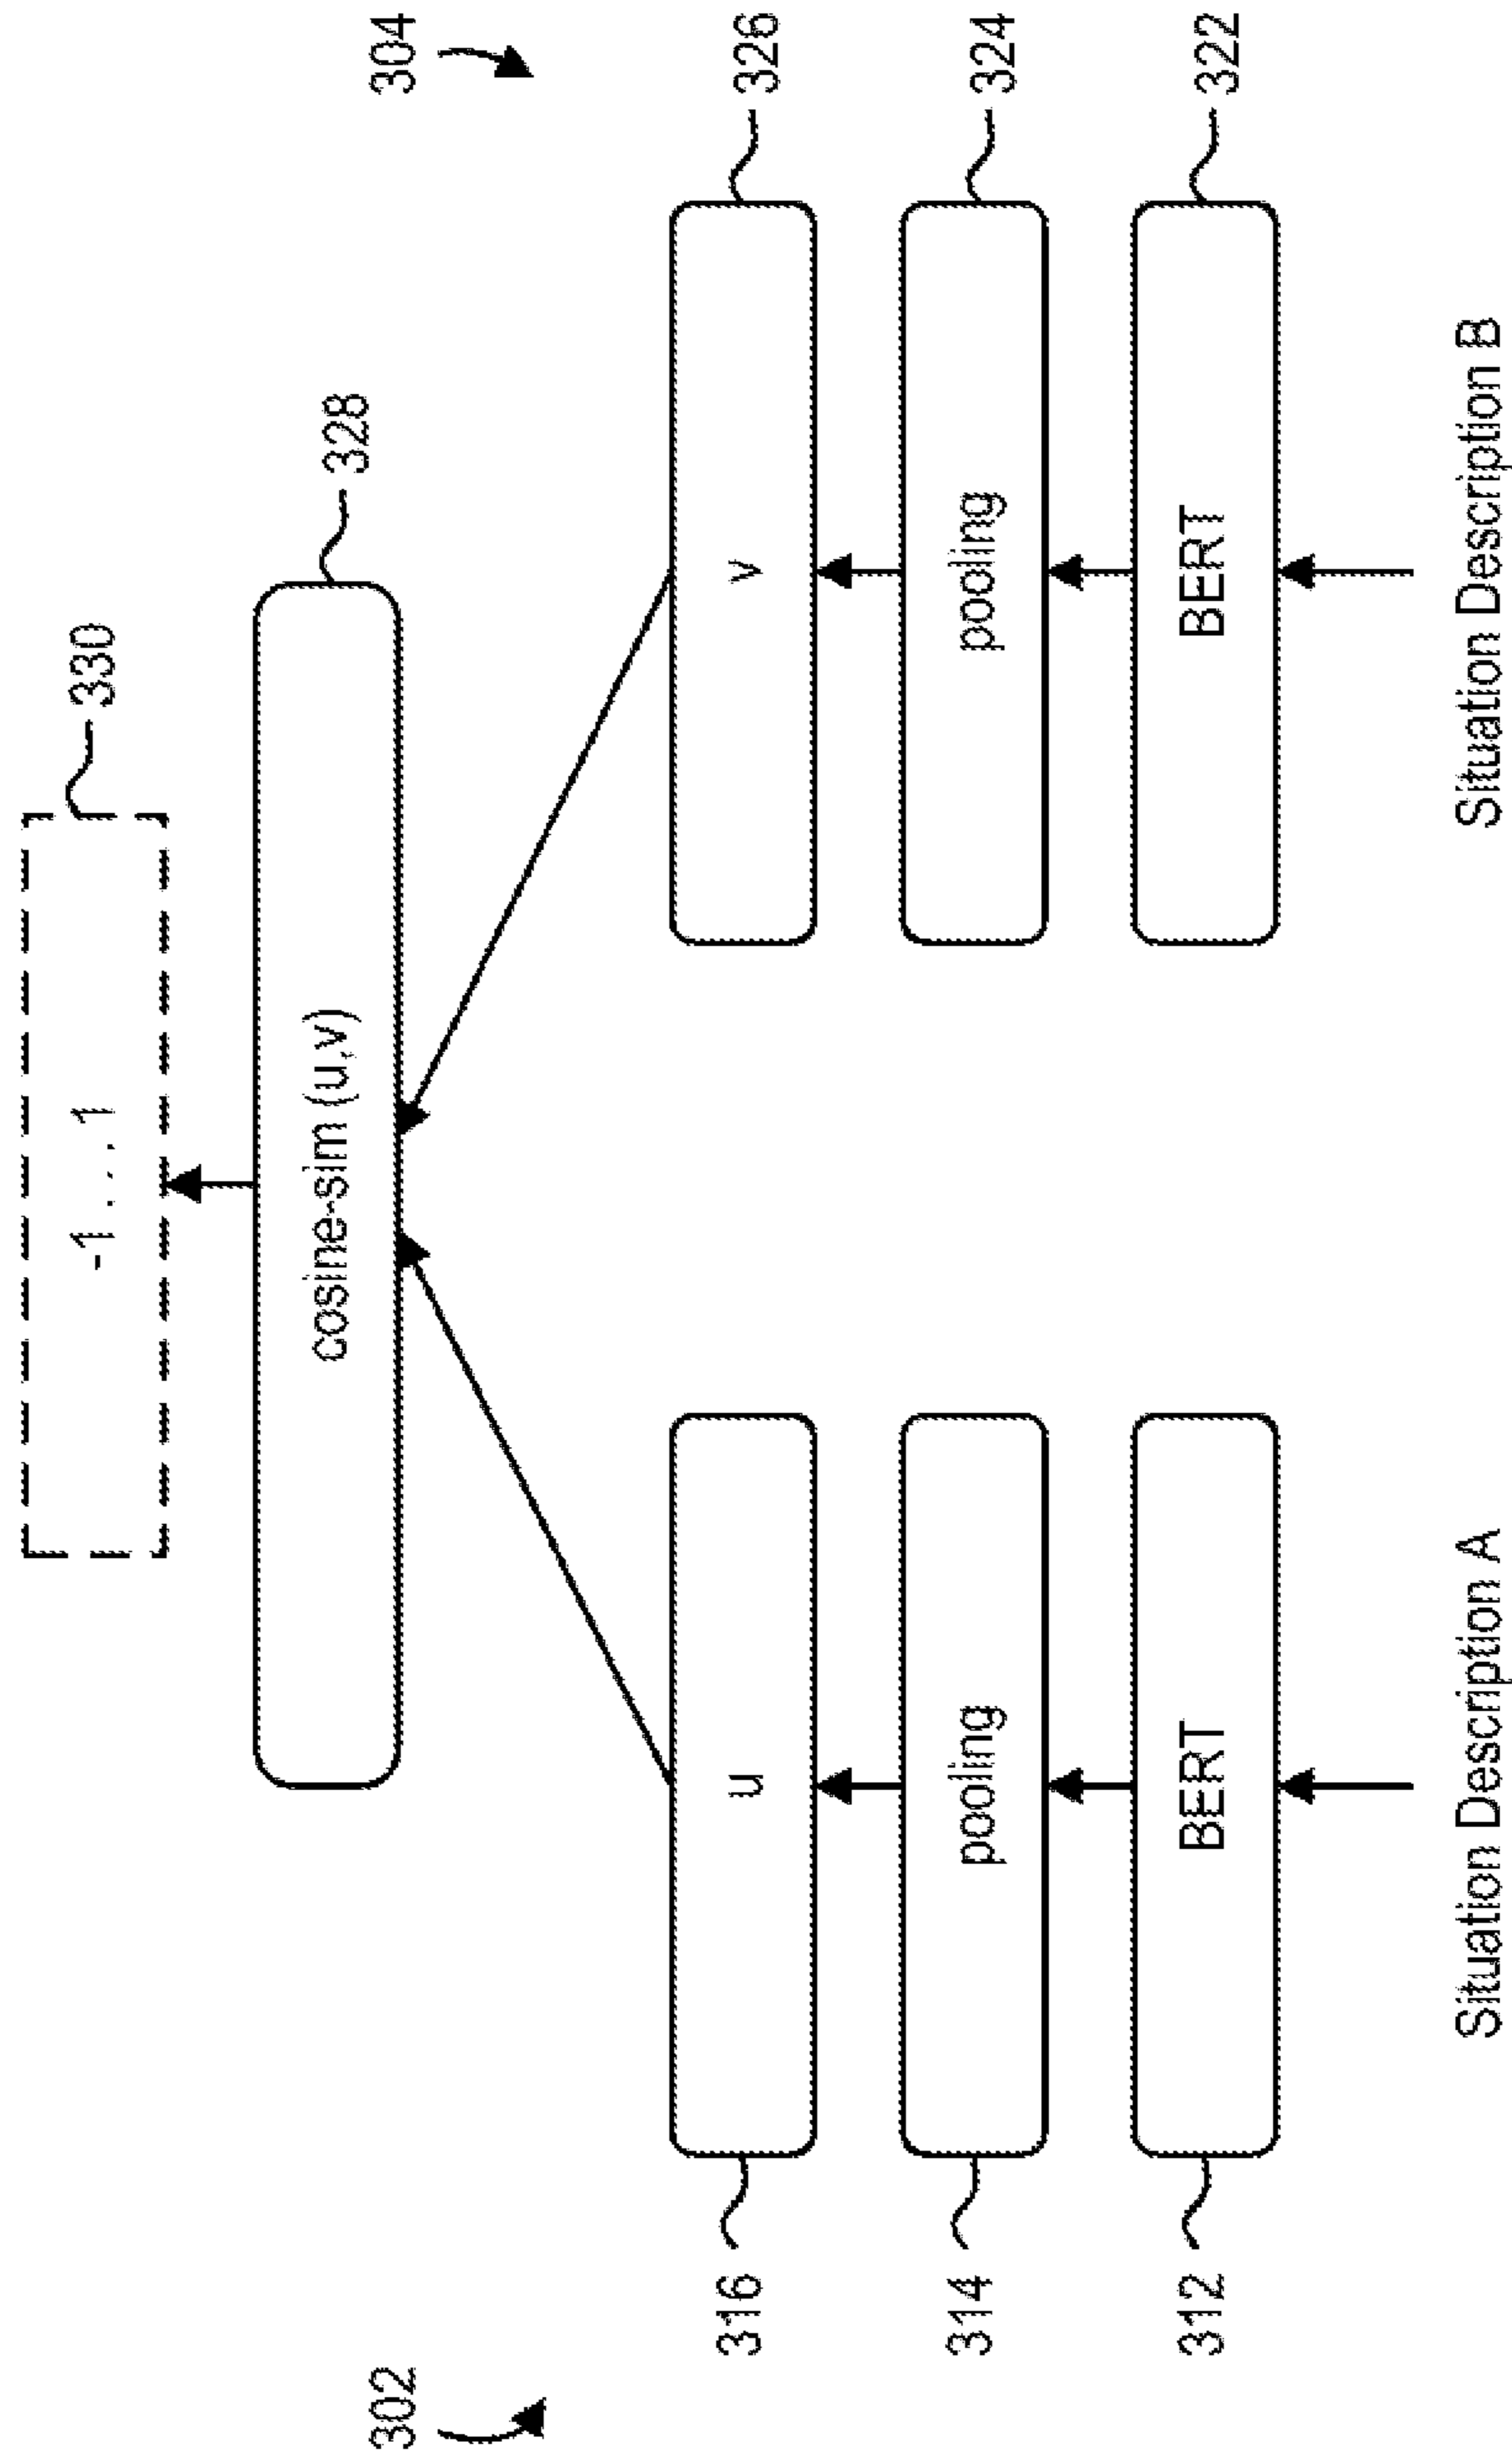 330
-1 . . . 1
328
cosine-sim (u,v)
302
304
316
u
v
326
314
pooling
pooling
324
312
BERT
BERT
322
Situation Description A
Situation Description B